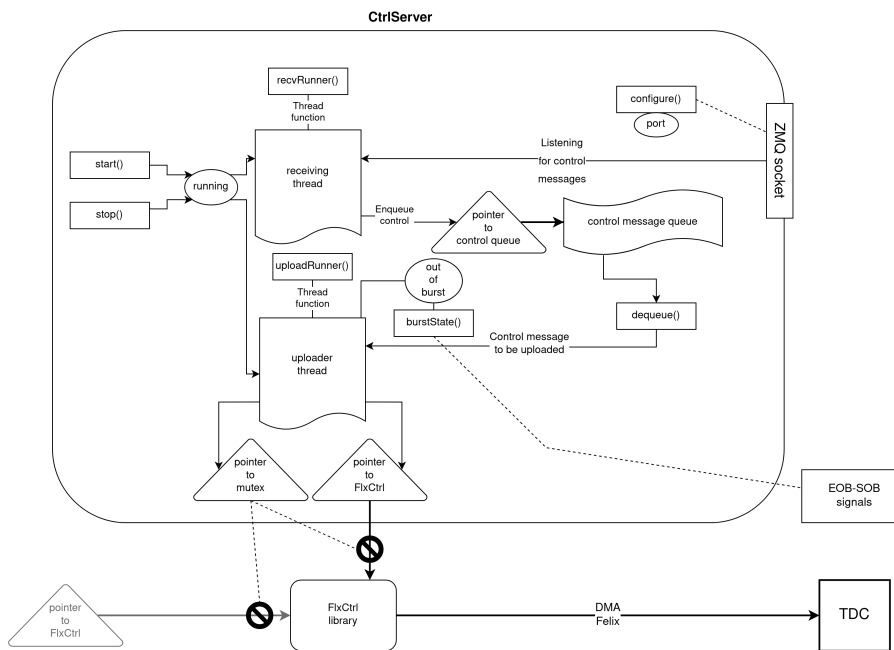 CtrlServer
recvRunner()
Thread
function
configure()
port
ZMQ socket
start()
stop()
running
receiving
thread
Listening
for control
messages
Enqueue
control
pointer
to
control queue
control message queue
uploadRunner()
Thread
function
out
of
burst
burstState()
dequeue()
Control message
to be uploaded
uploader
thread
pointer
to
mutex
pointer
to
FlxCtrl
EOB-SOB
signals
pointer
to
FlxCtrl
FlxCtrl
library
DMA
Felix
TDC